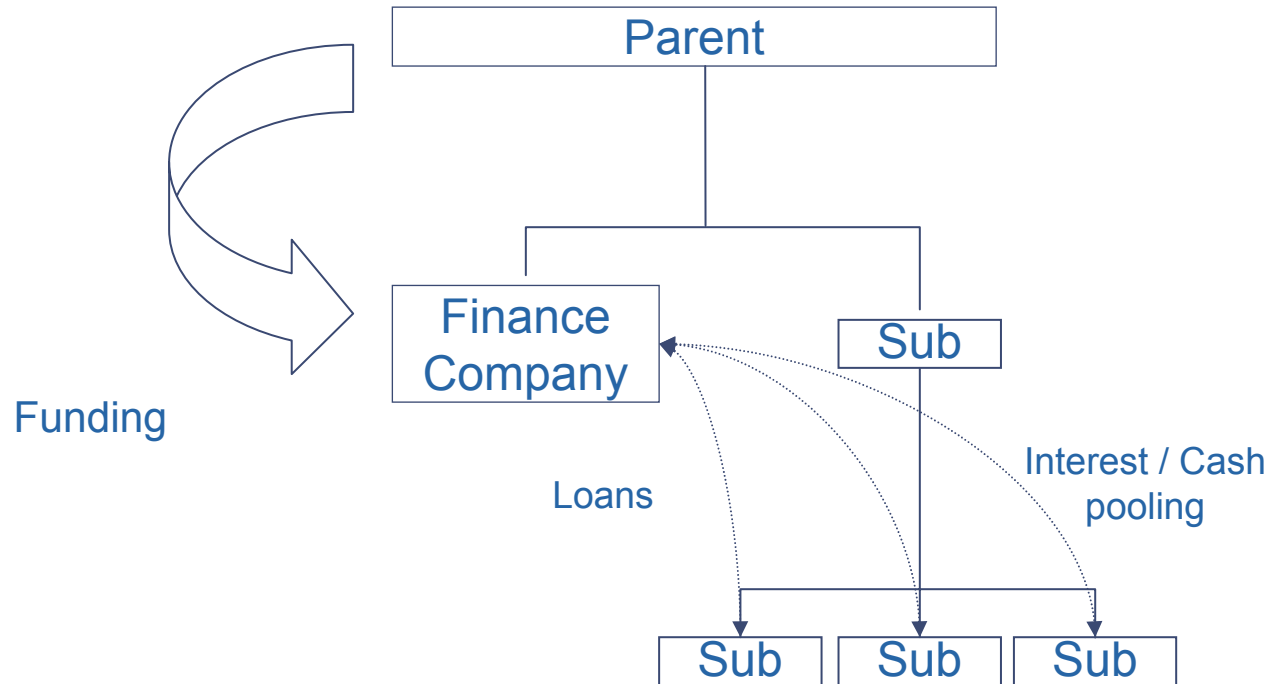 Parent
Finance
Company
Sub
Funding
Interest / Cash
pooling
Loans
Sub
Sub
Sub